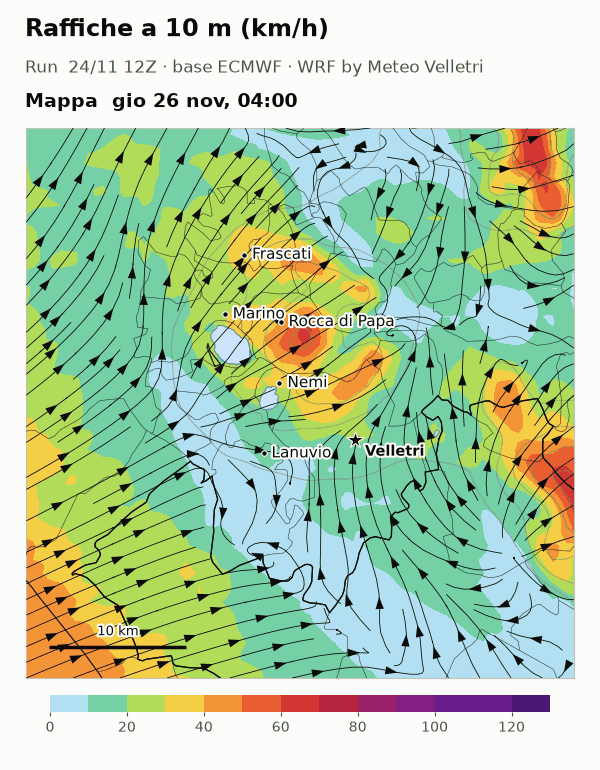 Raffiche a 10 m (km/h)
Run  24/11 12Z · base ECMWF · WRF by Meteo Velletri
Mappa  gio 26 nov, 04:00
Frascati
Marino
Rocca di Papa
Nemi
Velletri
Lanuvio
10 km
0 20 40 60 80 100 120